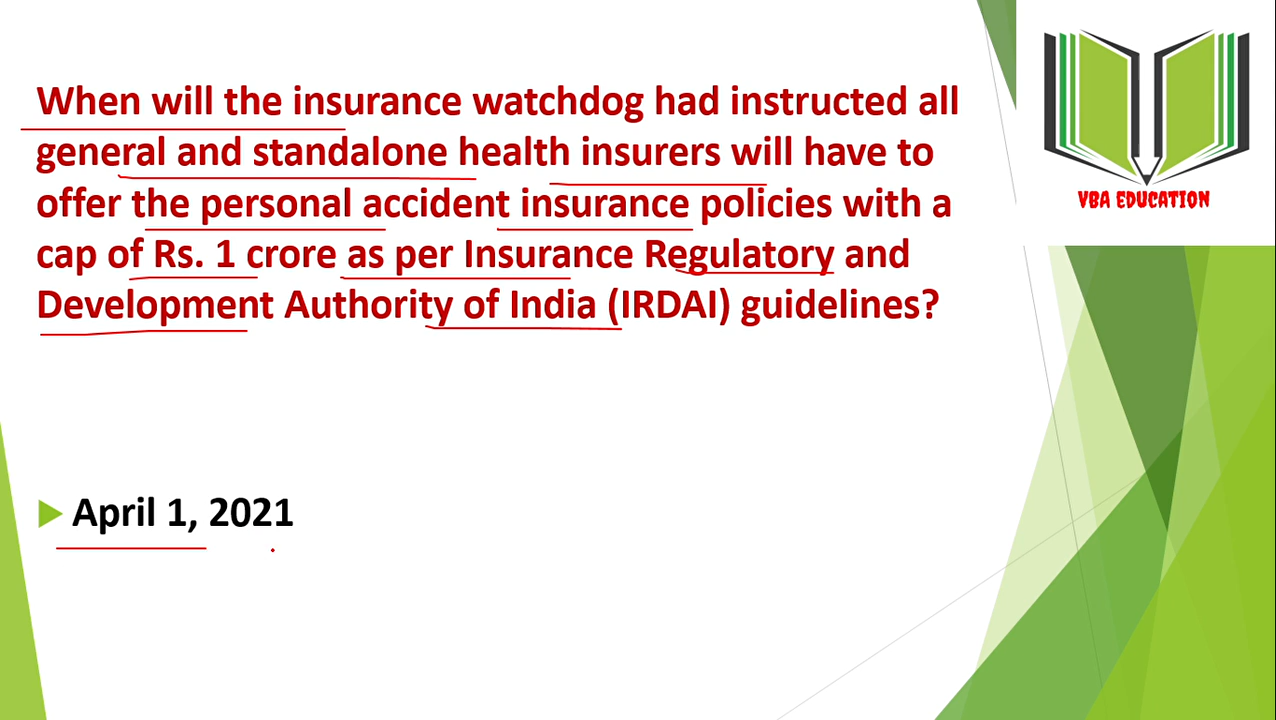 When will the insurance watchdog had instructed all
general and standalone health insurers will have to
offer the personal accident insurance policies with a
cap of Rs. 1 crore as per Insurance Regulatory and
Development Authority of India (IRDAI) guidelines?
April 1, 2021
VBA EDUCATION